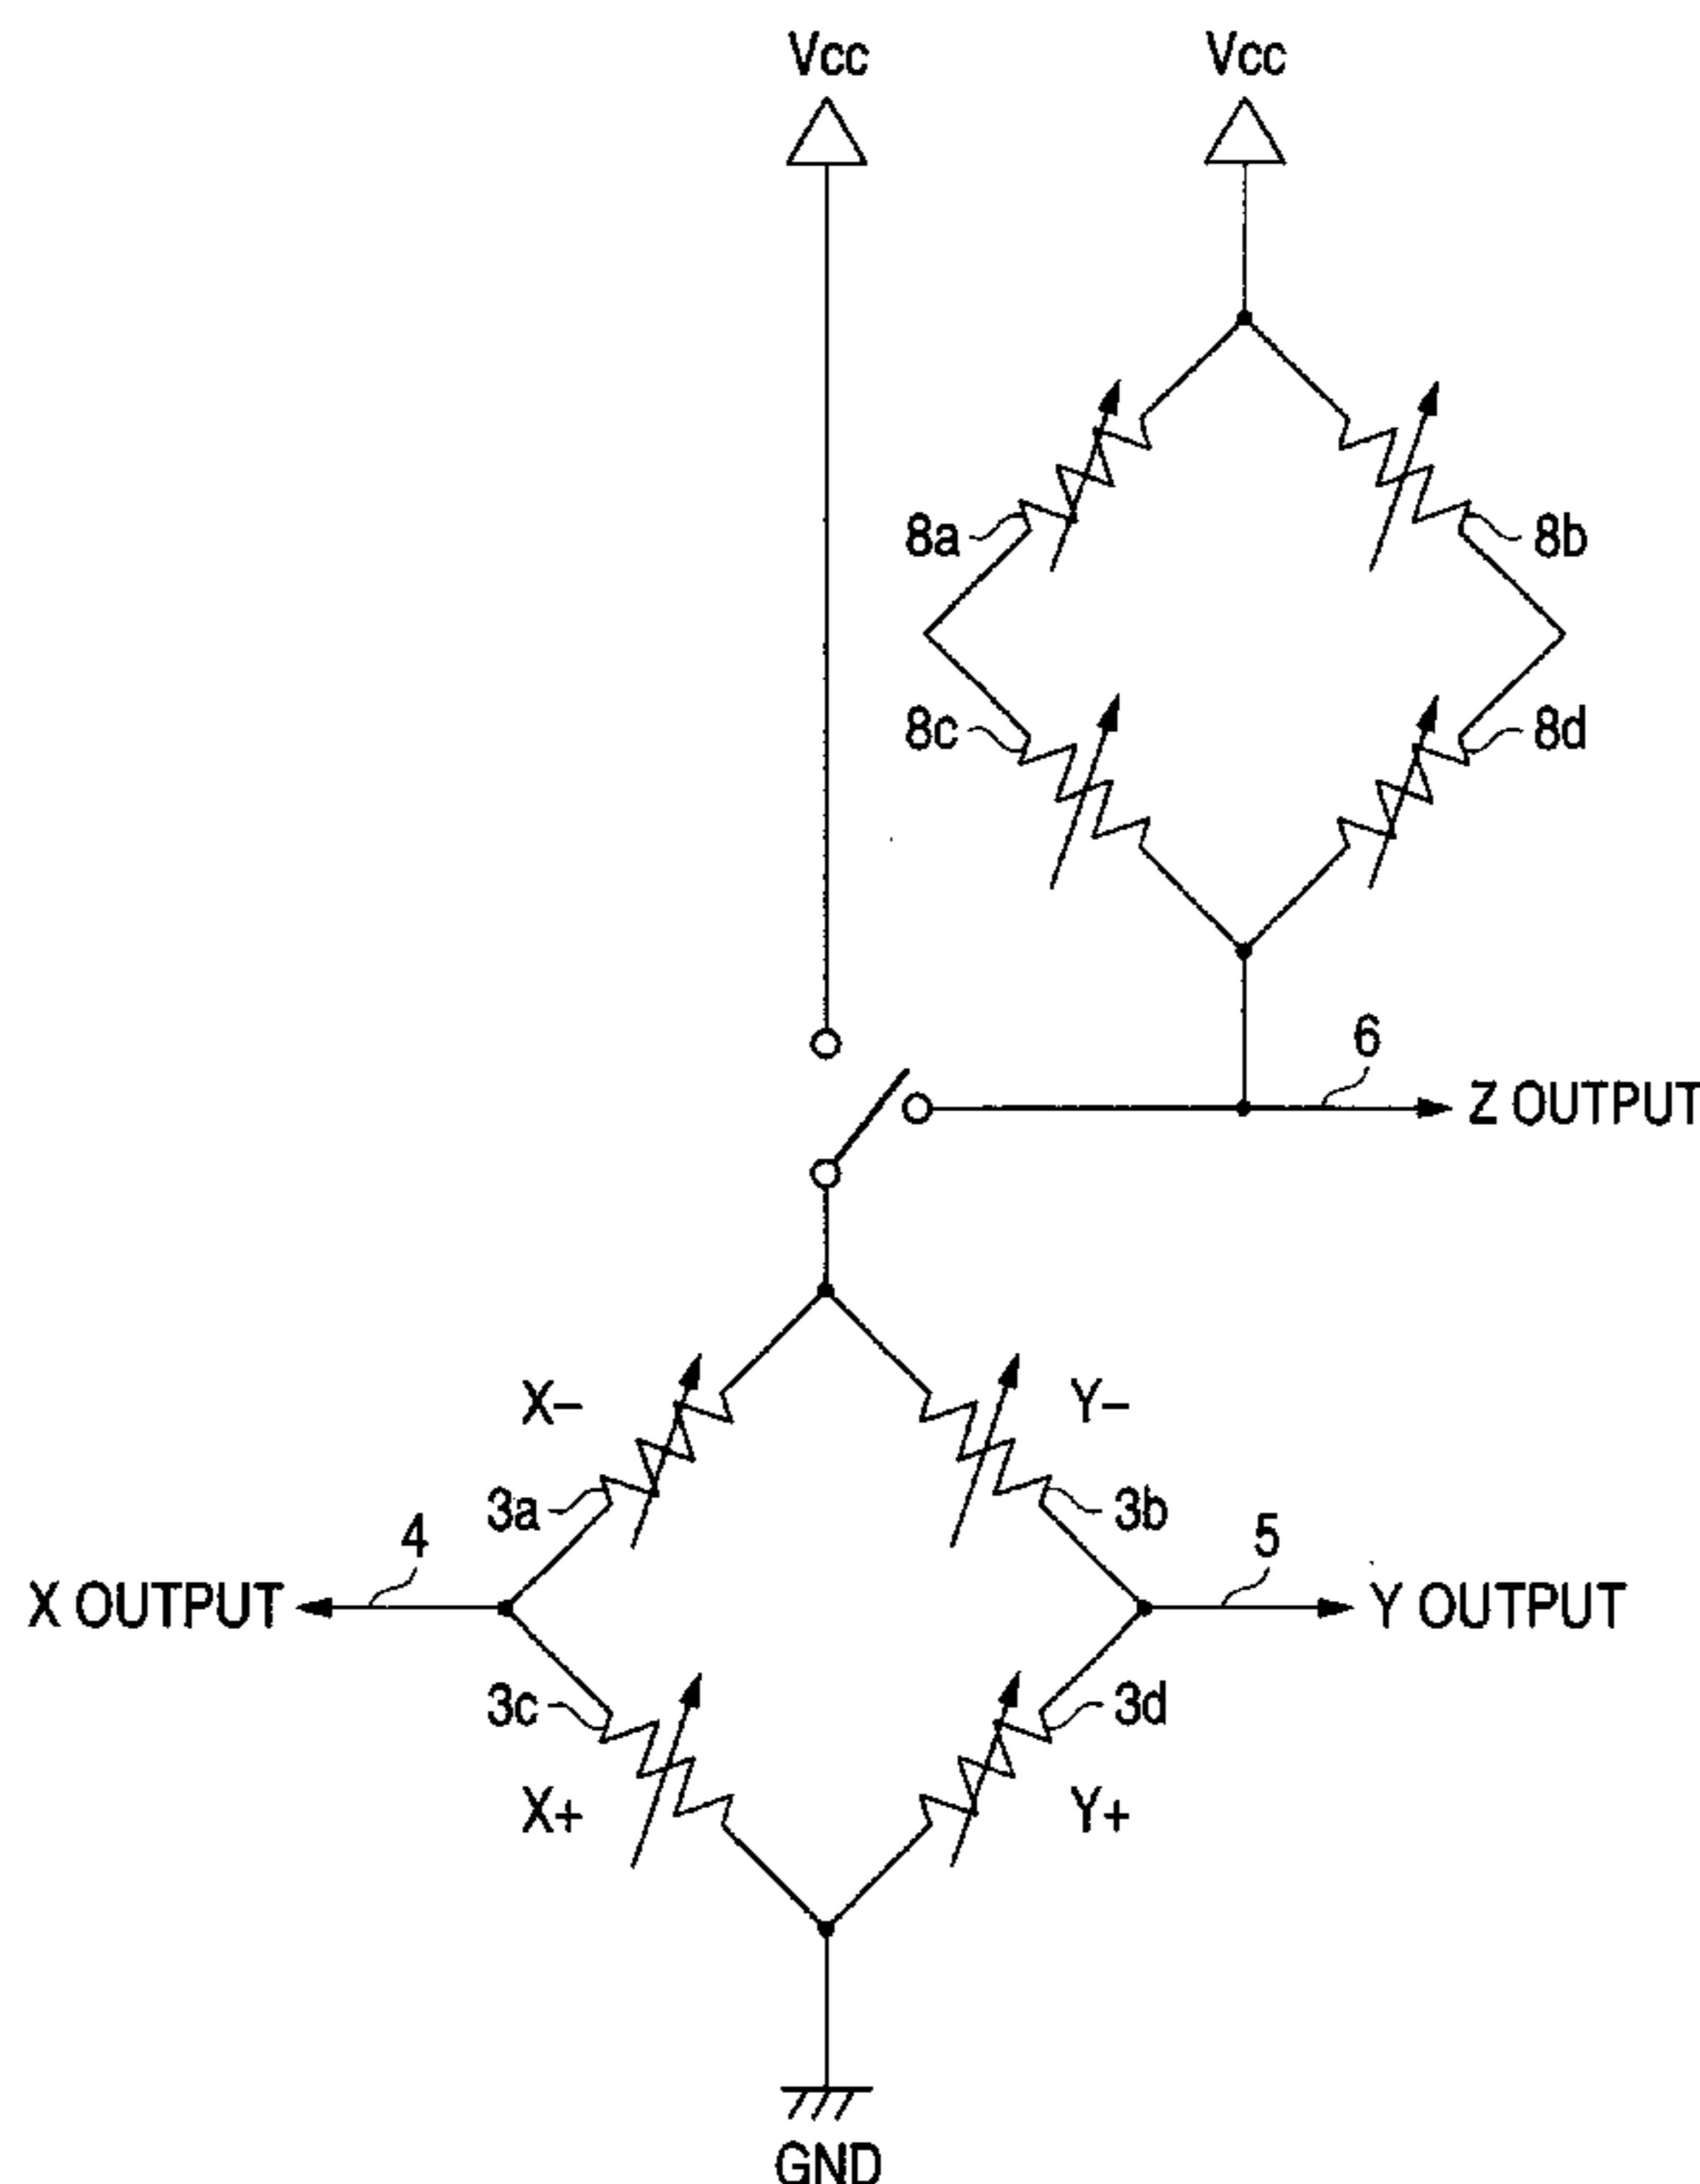 Vcc Vcc
8a 8b
8c 8d
6
Z OUTPUT
X- Y-
3a 3b
4 5
X OUTPUT Y OUTPUT
3c 3d
X+ Y+
GND